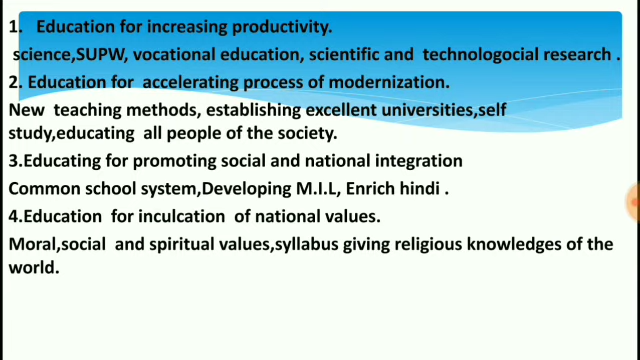 1. Education for increasing productivity.
science,SUPW, vocational education, scientific and technologocial research .
2. Education for accelerating process of modernization.
New teaching methods, establishing excellent universities,self
study,educating all people of the society.
3.Educating for promoting social and national integration
Common school system,Developing M.I.L, Enrich hindi .
4.Education for inculcation of national values.
Moral,social and spiritual values,syllabus giving religious knowledges of the
world.